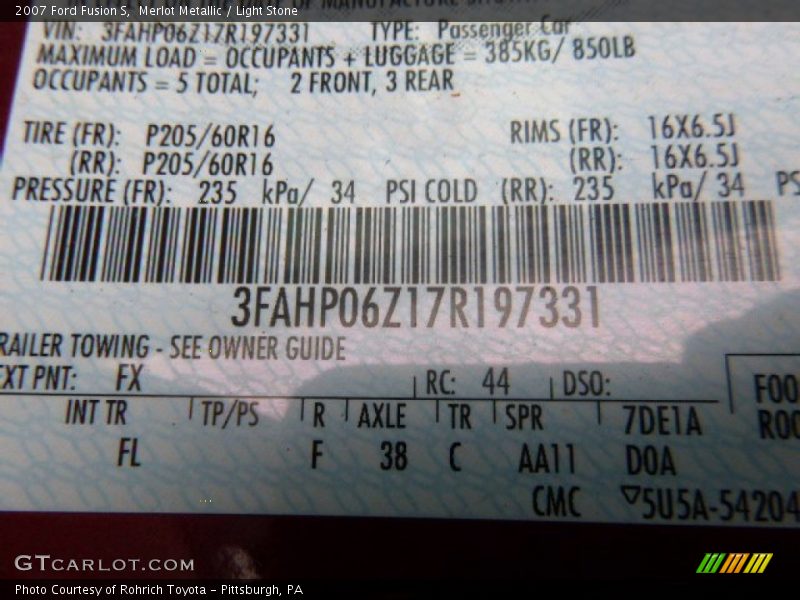 2007 Ford Fusion S, Merlot Metallic / Light Stone
VIN: 3FAHP06Z17R197331 TYPE: Passenger Car
MAXIMUM LOAD = OCCUPANTS + LUGGAGE = 385KG/ 850LB
OCCUPANTS = 5 TOTAL; 2 FRONT, 3 REAR
TIRE (FR): P205/60R16 RIMS (FR): 16X6.5J
(RR): P205/60R16 (RR): 16X6.5J
PRESSURE (FR): 235 kPa/ 34 PSI COLD (RR): 235 kPa/ 34 PS
3FAHP06Z17R197331
RAILER TOWING - SEE OWNER GUIDE
EXT PNT: FX RC: 44 DSO: F00
INT TR TP/PS R AXLE TR SPR 7DE1A R00
FL F 38 C AA11 D0A
CMC ▽5U5A-54204
GTCARLOT.COM
Photo Courtesy of Rohrich Toyota - Pittsburgh, PA